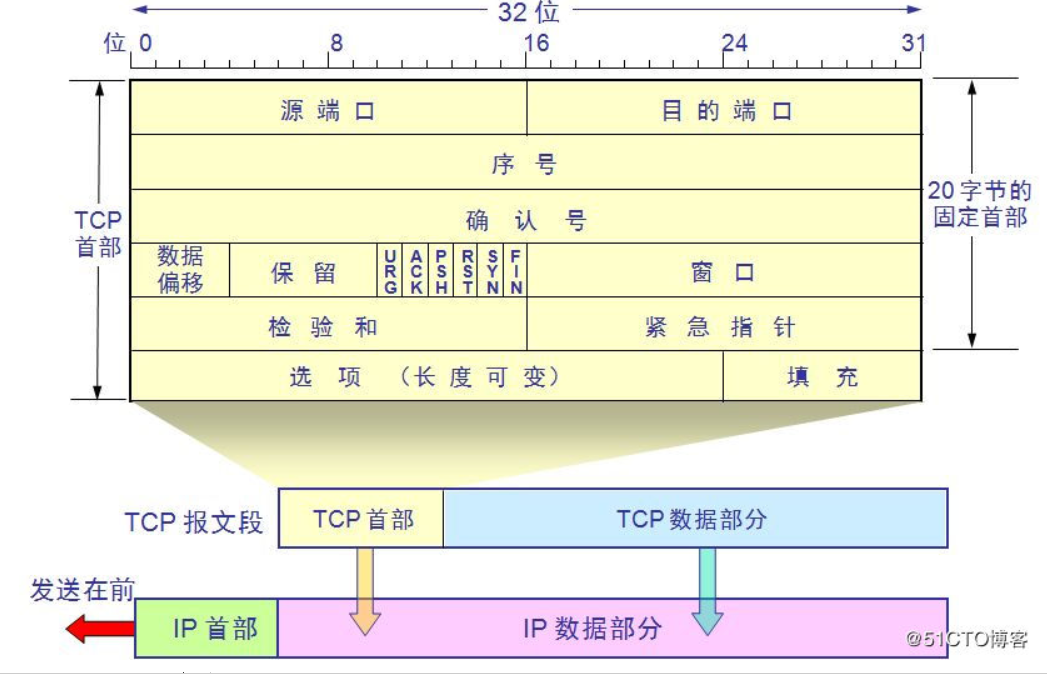 32 位
位 0 8 16 24 31
源 端 口 目 的 端 口
序 号
20 字节的
固定首部
确 认 号
TCP
首部
数据
偏移
保 留
URG
ACK
PSH
RST
SYN
FIN
窗 口
检 验 和 紧 急 指 针
选 项 （长 度 可 变） 填 充
TCP 报文段 TCP 首部 TCP 数据部分
发送在前
IP 首部 IP 数据部分
@51CTO博客